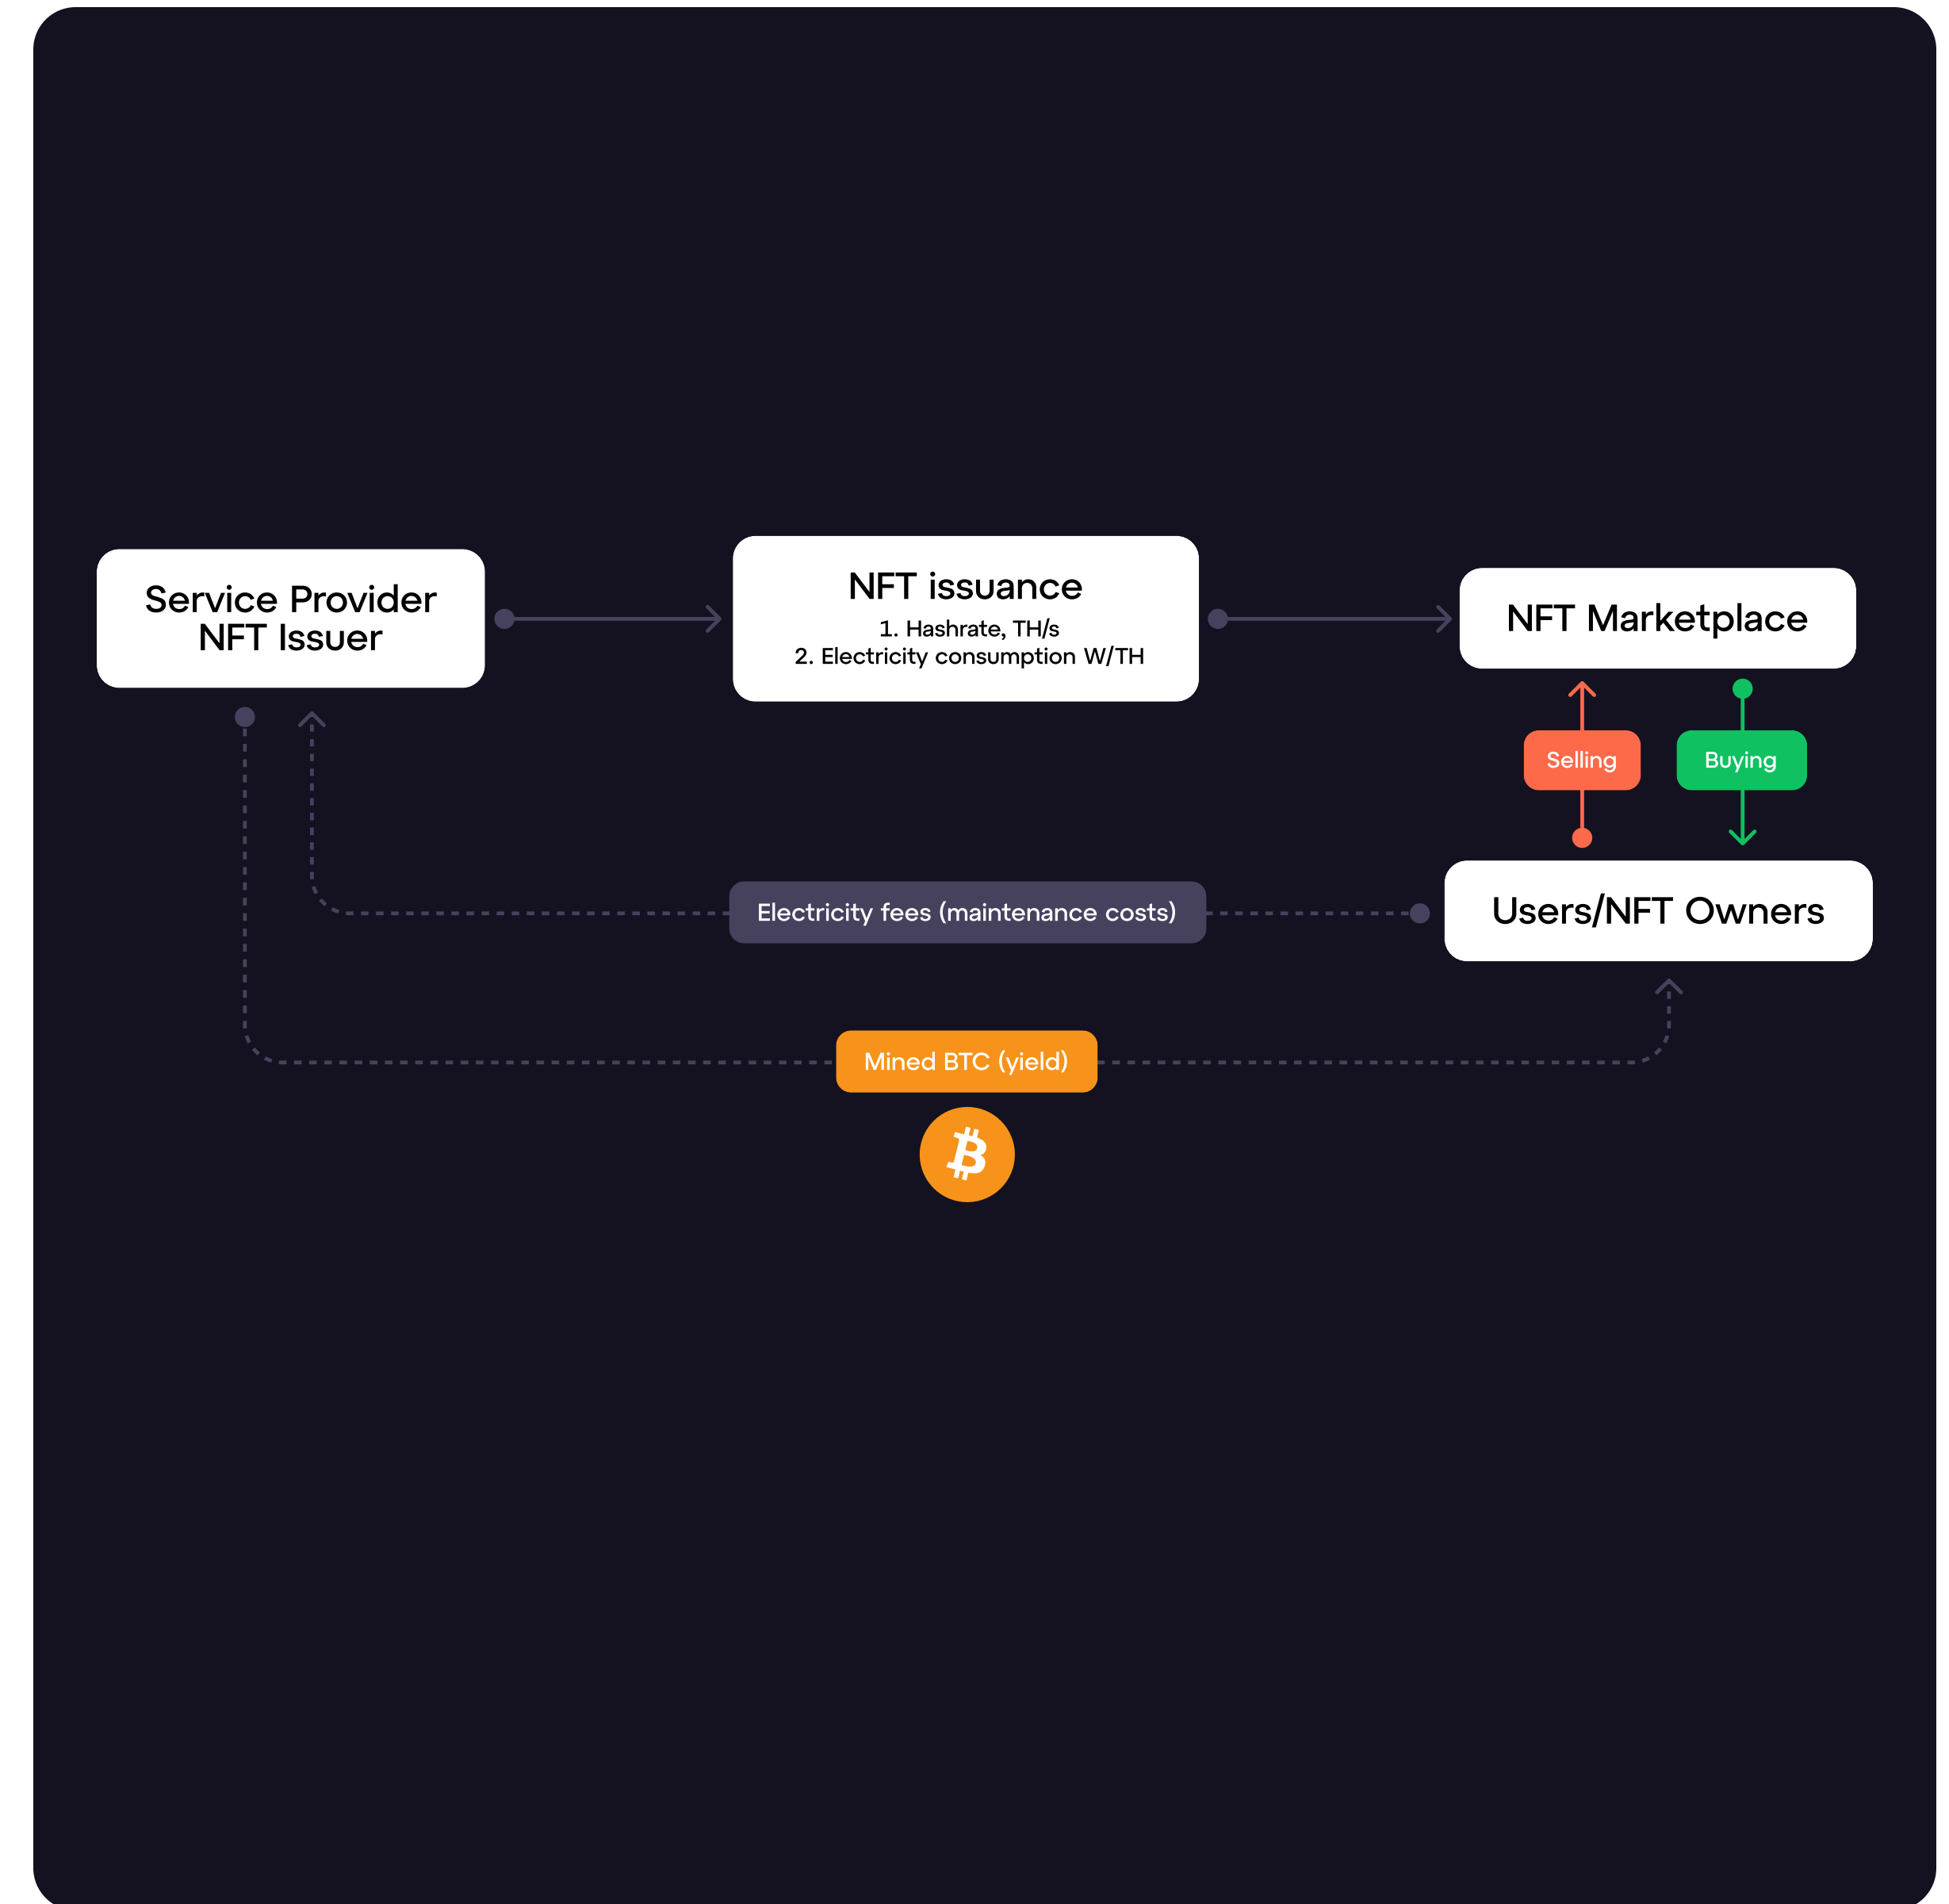 Service Provider
NFT Issuer
NFT issuance
1. Hashrate, TH/s
2. Electricity consumption W/TH
NFT Marketplace
Selling
Buying
Electricity fees (maintenance costs)
Users/NFT Owners
Mined BTC (yield)